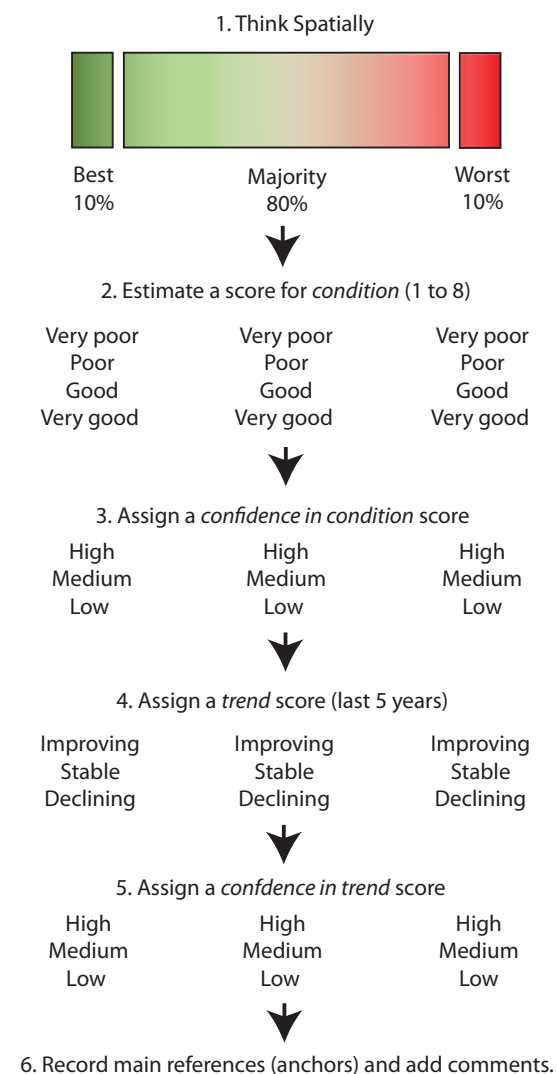 1. Think Spatially
Best Majority Worst
10% 80% 10%
2. Estimate a score for condition (1 to 8)
Very poor Very poor Very poor
Poor Poor Poor
Good Good Good
Very good Very good Very good
3. Assign a confidence in condition score
High High High
Medium Medium Medium
Low Low Low
4. Assign a trend score (last 5 years)
Improving Improving Improving
Stable Stable Stable
Declining Declining Declining
5. Assign a confdence in trend score
High High High
Medium Medium Medium
Low Low Low
6. Record main references (anchors) and add comments.